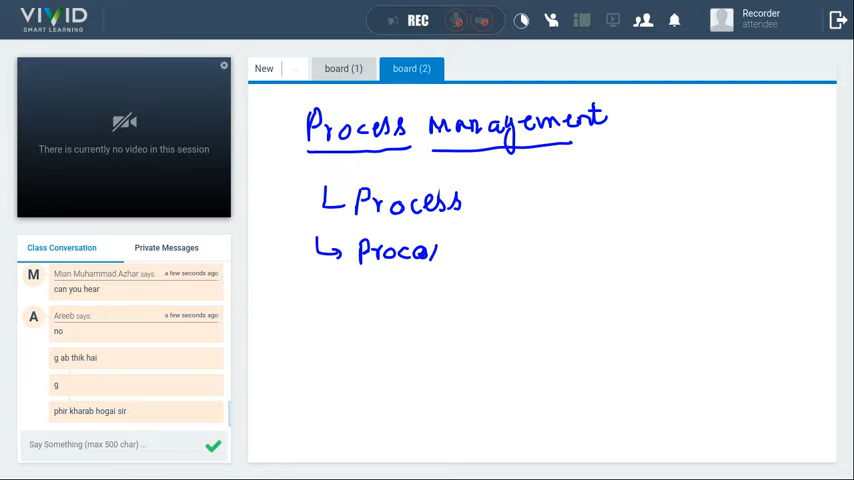 VIVID
SMART LEARNING
REC
Recorder
attendee
There is currently no video in this session
New
board (1)
board (2)
Process Management
Process
Class Conversation
Private Messages
M
Mian Muhammad Azhar says:
a few seconds ago
can you hear
A
Areeb says:
a few seconds ago
no
g ab thik hai
g
phir kharab hogai sir
Say Something (max 500 char) ...